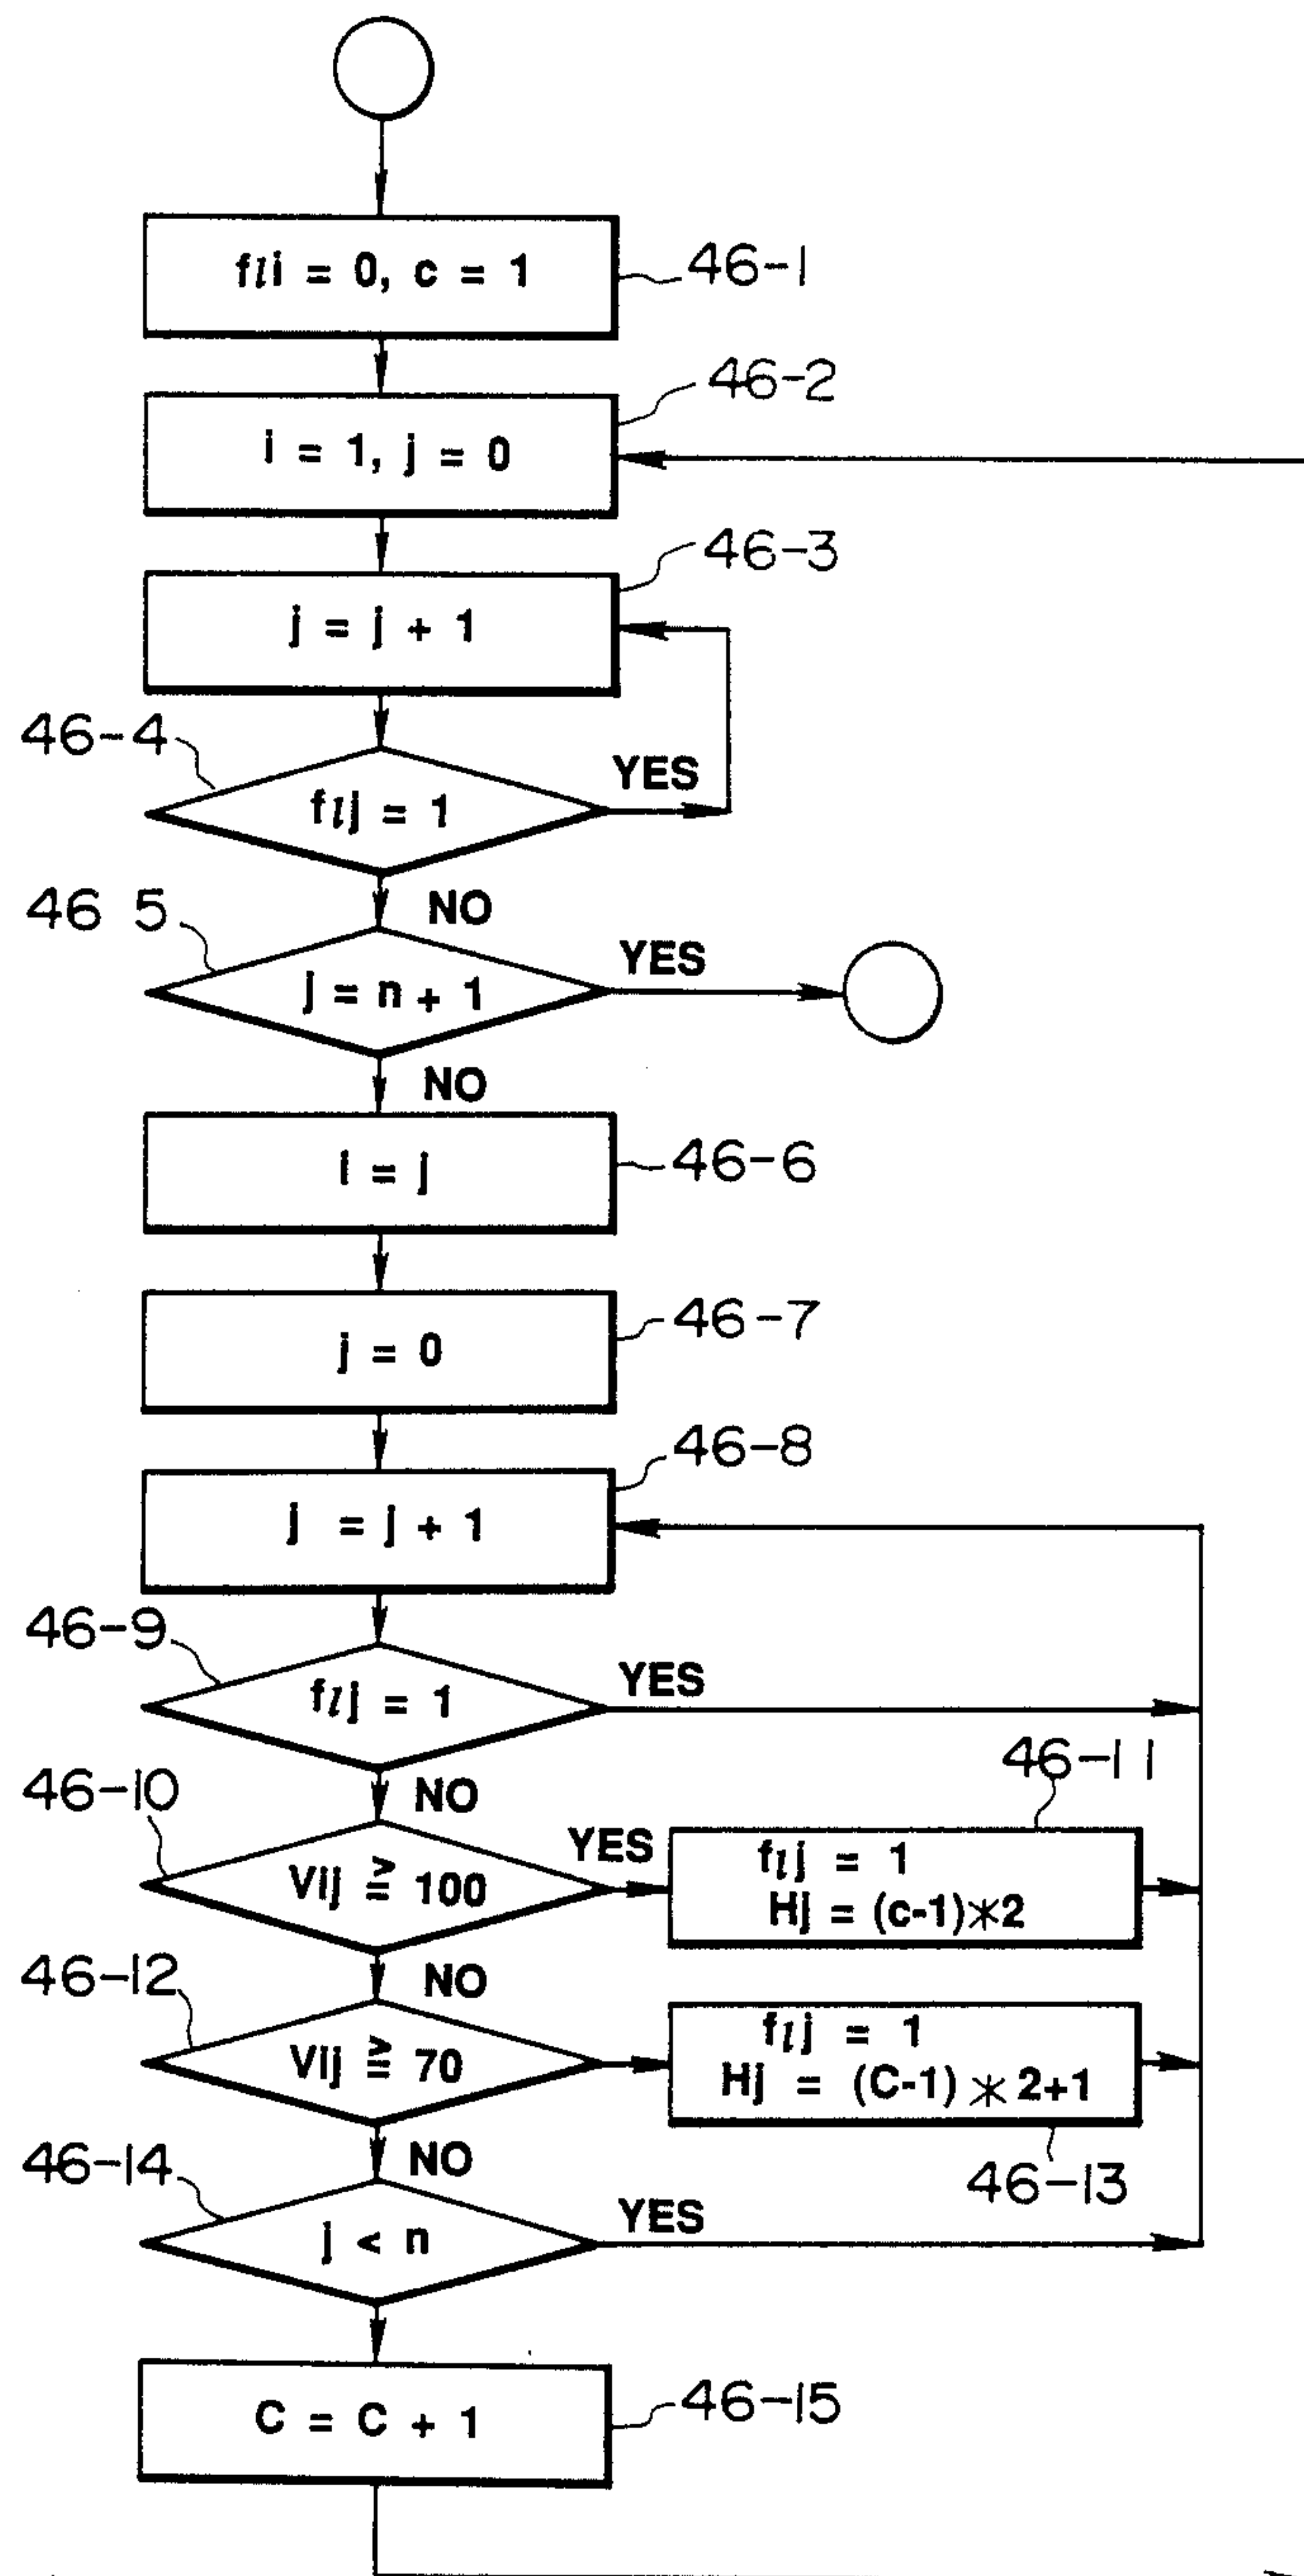 fli = 0, c = 1
46-1
46-2
i = 1, j = 0
46-3
j = j + 1
46-4
YES
flj = 1
46 5
NO
YES
j = n + 1
NO
i = j
46-6
46-7
j = 0
46-8
j = j + 1
46-9
YES
flj = 1
46-11
46-10
NO
YES
Vij ≧ 100
flj = 1
Hj = (c-1)*2
46-12
NO
Vij ≧ 70
flj = 1
Hj = (C-1) * 2+1
46-14
NO
46-13
YES
j < n
C = C + 1
46-15